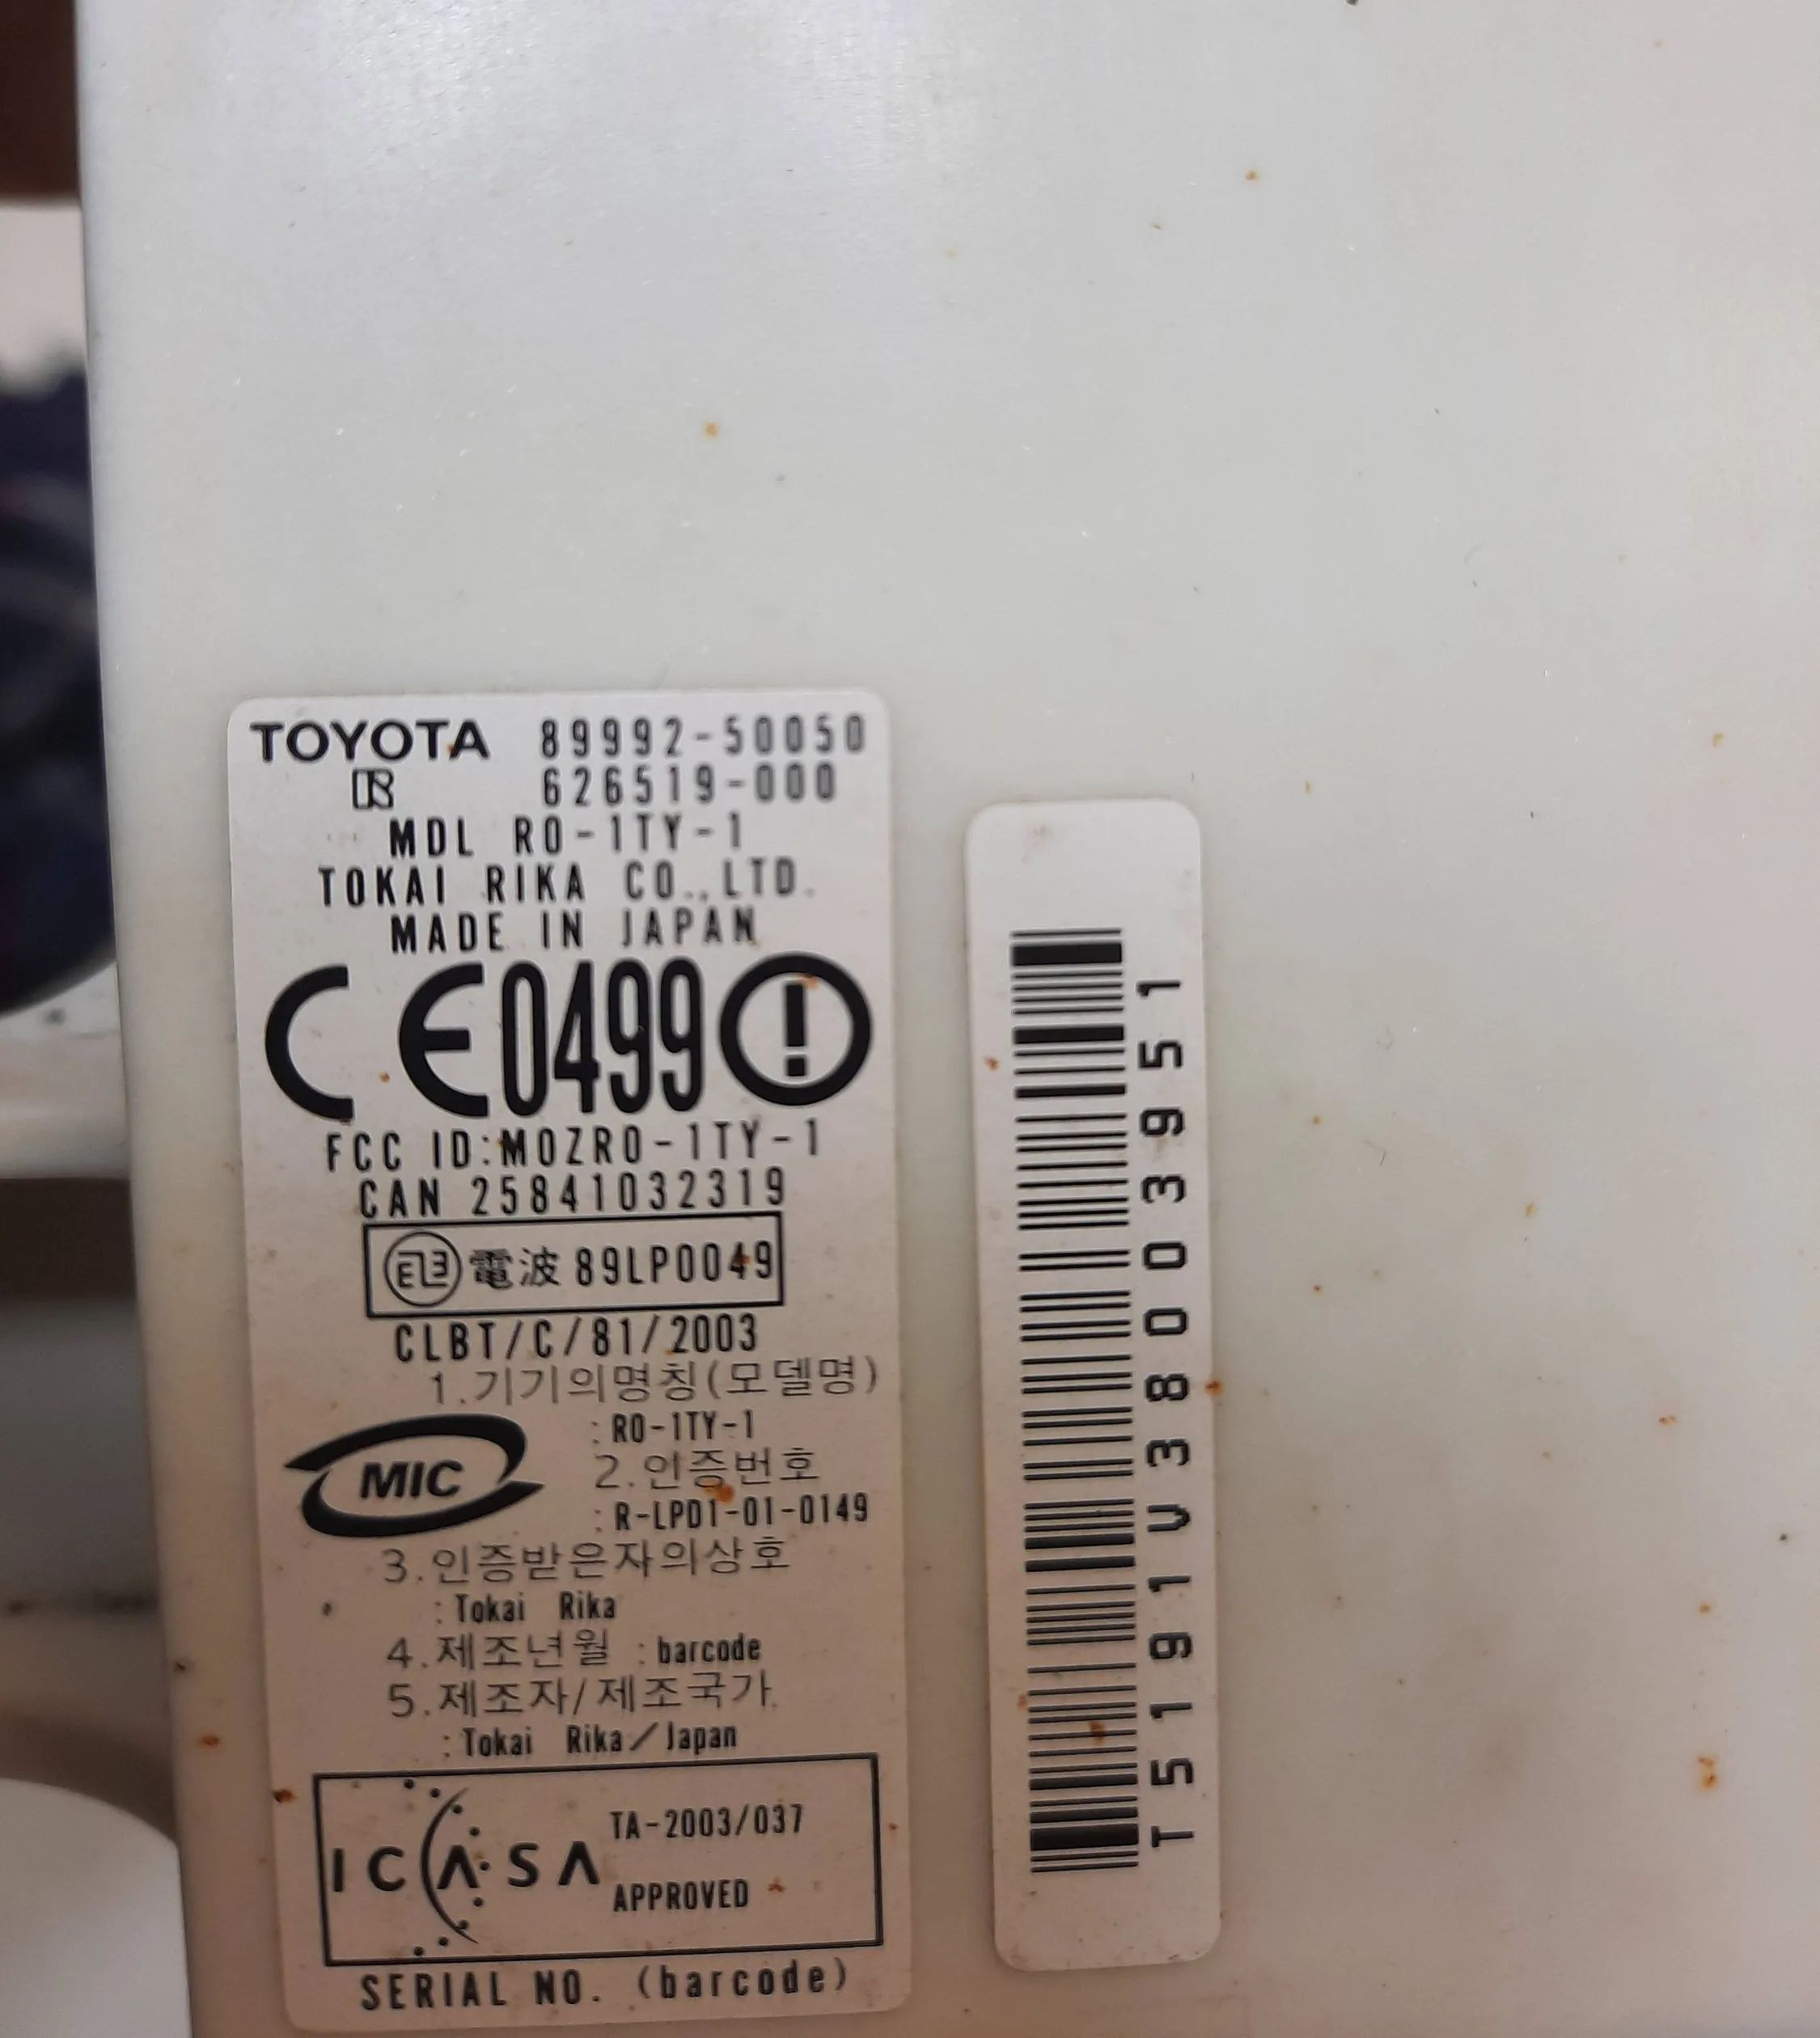 TOYOTA 89992-50050
626519-000
MDL RO-1TY-1
TOKAI RIKA CO.,LTD.
MADE IN JAPAN
CE0499
FCC ID:MOZRO-1TY-1
CAN 25841032319
電波 89LP0049
CLBT/C/81/2003
1.기기의명칭(모델명)
:RO-1TY-1
MIC
2.인증번호
:R-LPD1-01-0149
3.인증받은자의상호
:Tokai Rika
4.제조년월 :barcode
5.제조자/제조국가
:Tokai Rika/Japan
ICASA
TA-2003/037
APPROVED
SERIAL NO. (barcode)
T5191V38003951